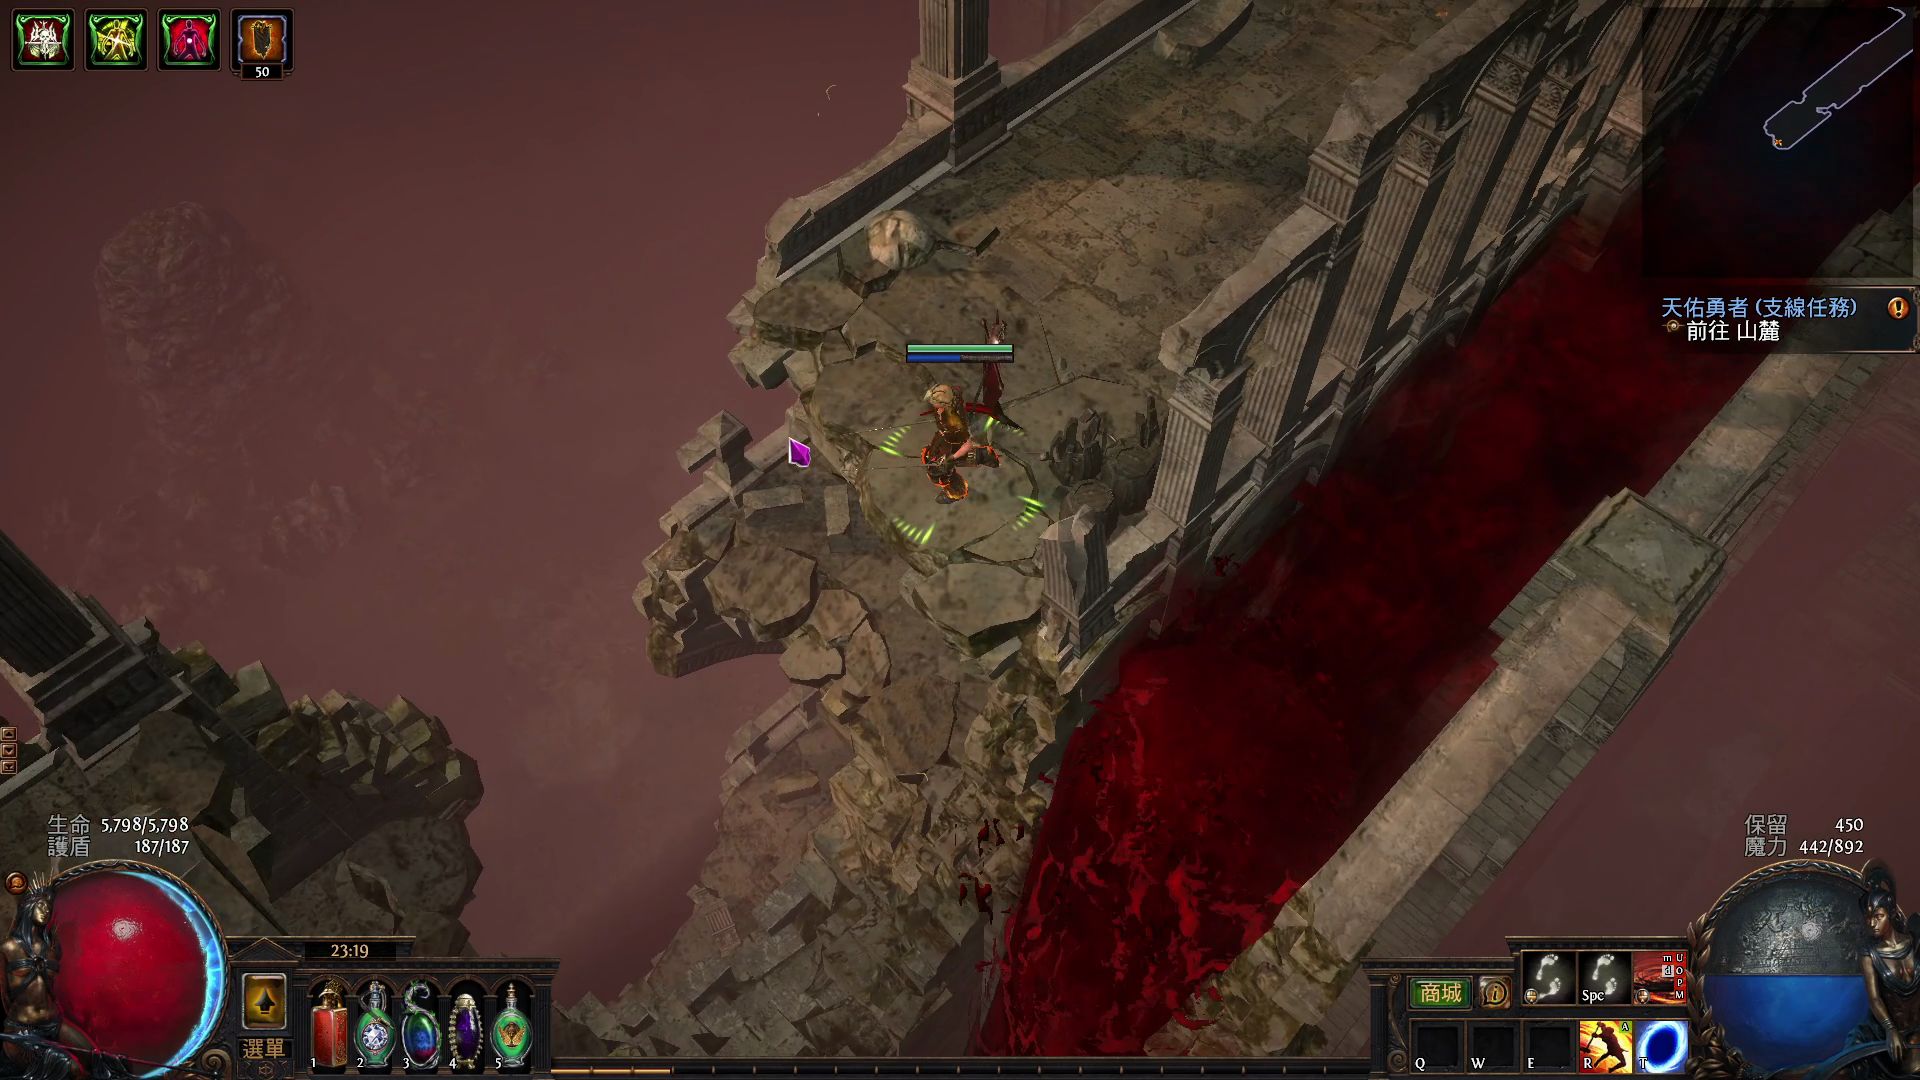 50
天佑勇者 (支線任務)
前往 山麓
生命 5,798/5,798
護盾 187/187
保留 450
魔力 442/892
23:19
選單
1 2 3 4 5
商城
Spc
m U
d O
P
M
Q W E R A T